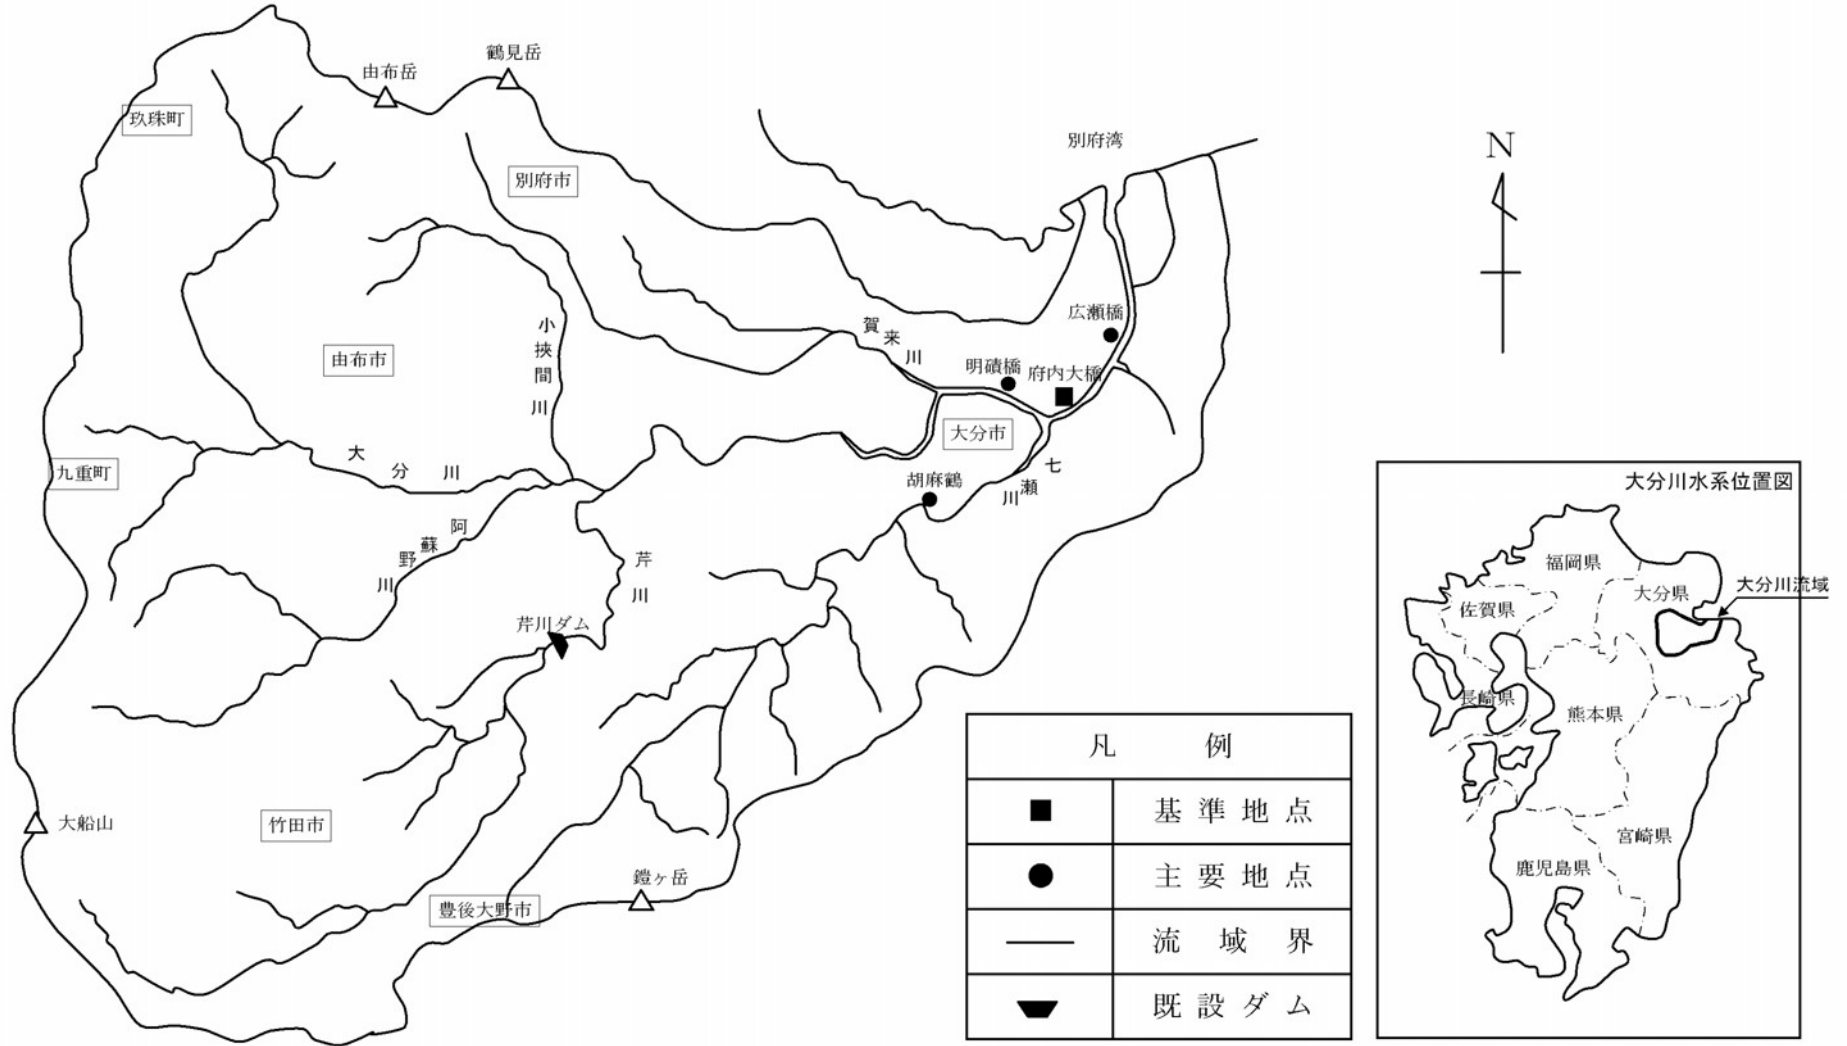 鶴見岳
由布岳
玖珠町
別府湾
N
別府市
広瀬橋
賀来川
小挾間川
由布市
明磧橋
府内大橋
大分市
大分川
九重町
七瀬川
胡麻鶴
阿蘇野川
芹川
芹川ダム
大船山
竹田市
鎧ヶ岳
豊後大野市
凡例
基準地点
主要地点
流域界
既設ダム
大分川水系位置図
福岡県
大分川流域
大分県
佐賀県
長崎県
熊本県
宮崎県
鹿児島県